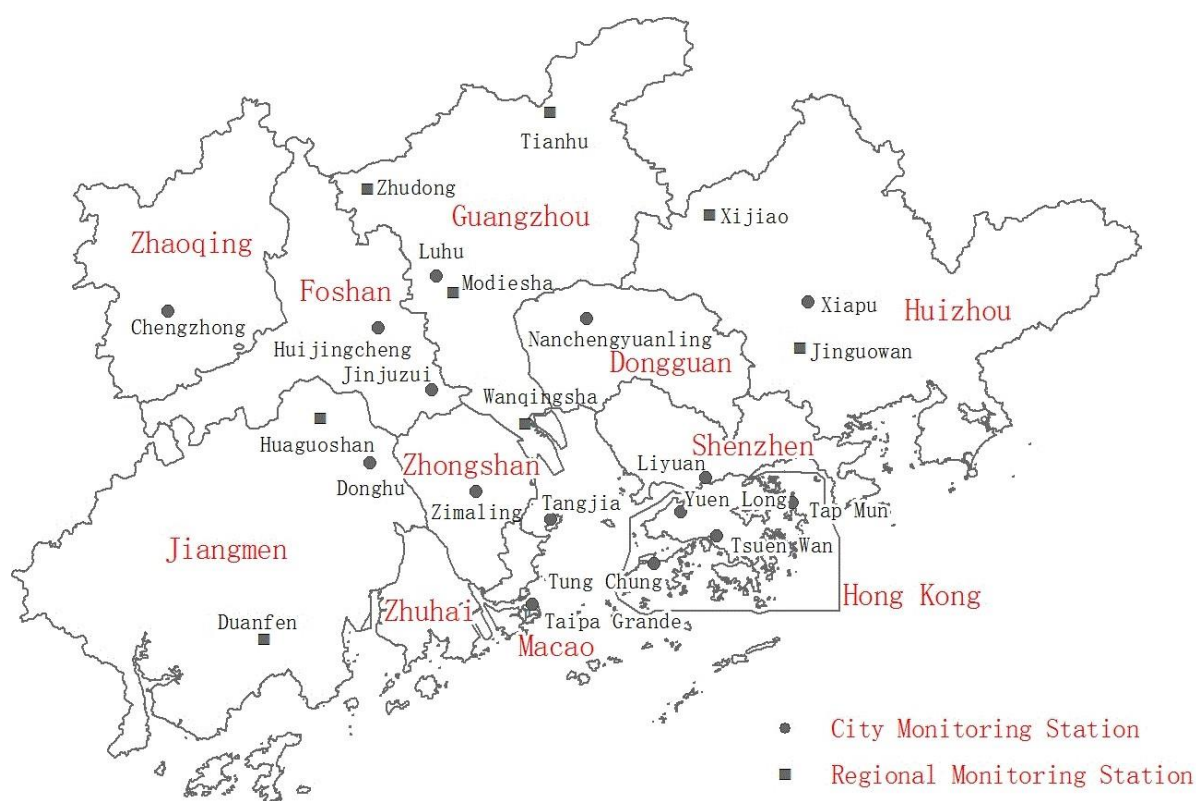 Tianhu
Zhudong
Guangzhou
Xijiao
Zhaoqing
Luhu
Modiesha
Foshan
Xiapu
Huizhou
Chengzhong
Huijingcheng
Nanchengyuanling
Jinguowan
Dongguan
Jinjuzui
Wanqingsha
Huaguoshan
Shenzhen
Zhongshan
Liyuan
Donghu
Zimaling
Tangjia
Yuen Long
Tap Mun
Jiangmen
Tsuen Wan
Tung Chung
Hong Kong
Zhuhai
Duanfen
Taipa Grande
Macao
City Monitoring Station
Regional Monitoring Station